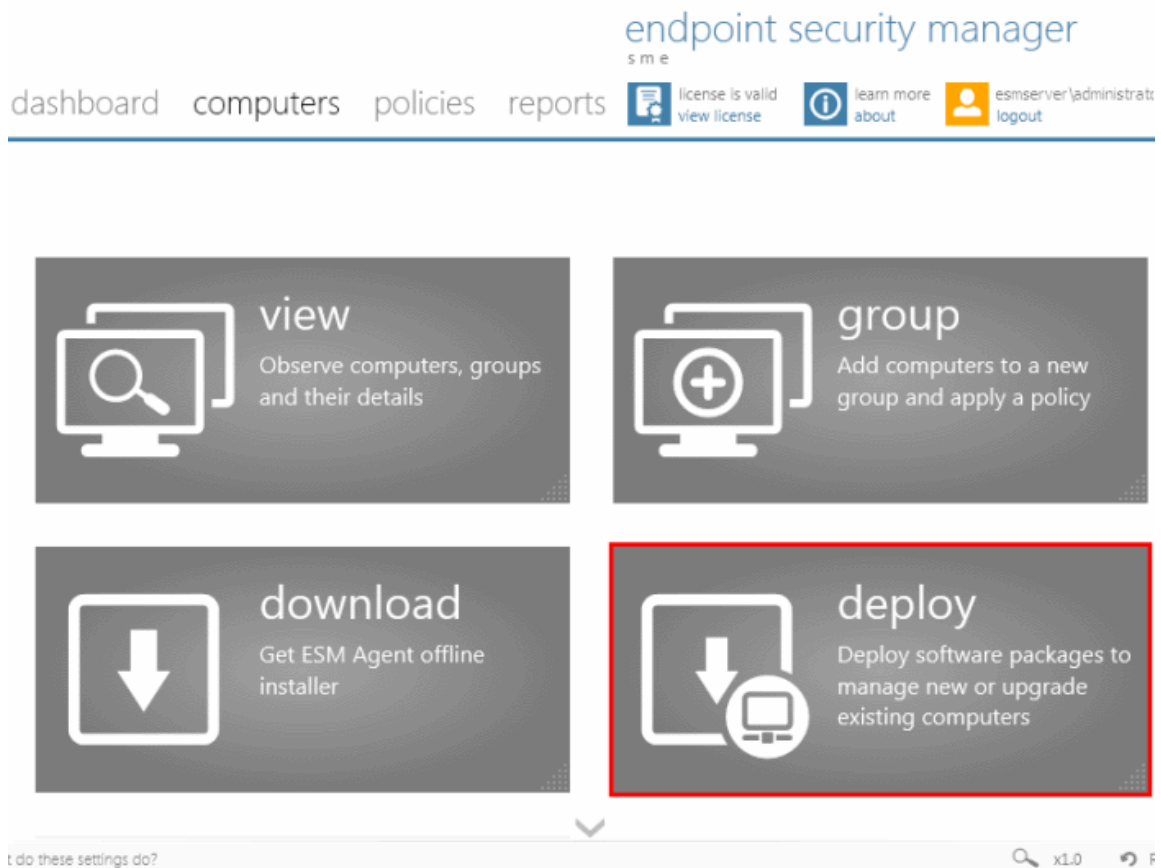 endpoint security manager
s m e
dashboard computers policies reports
license is valid
view license
learn more
about
esmserver\administrato
logout
view
Observe computers, groups
and their details
group
Add computers to a new
group and apply a policy
download
Get ESM Agent offline
installer
deploy
Deploy software packages to
manage new or upgrade
existing computers
t do these settings do?
x1.0